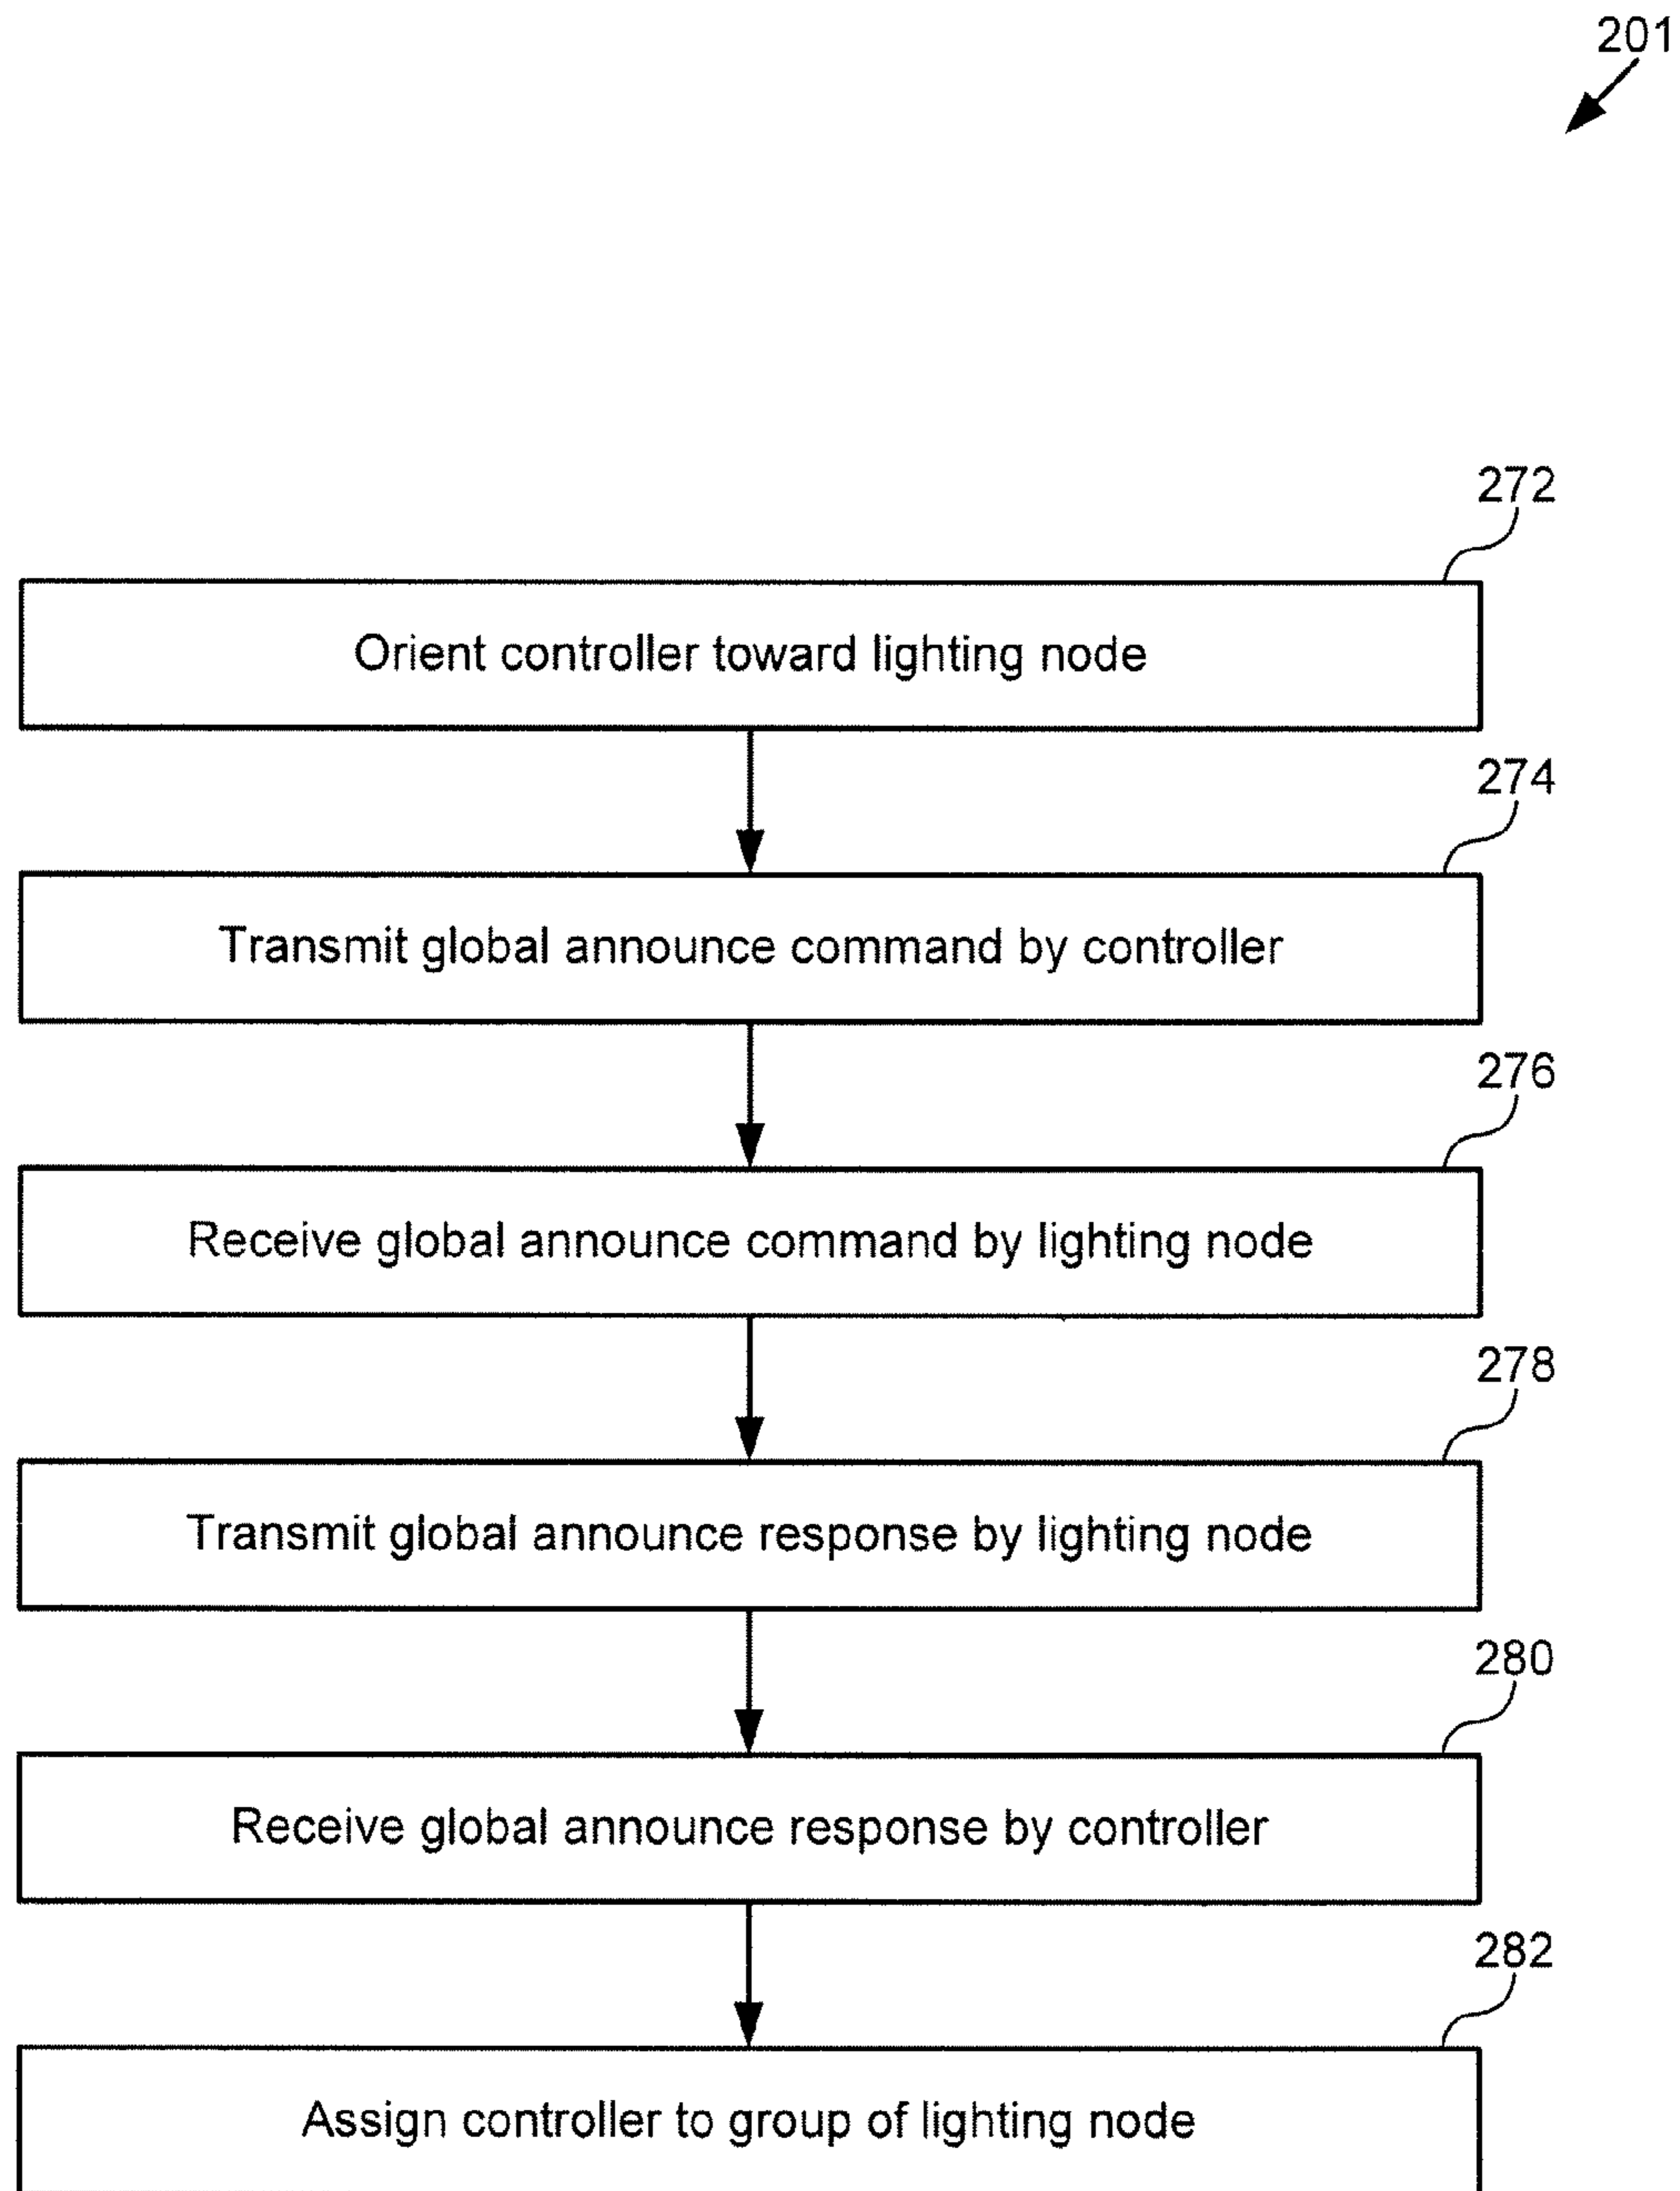 201
272
Orient controller toward lighting node
274
Transmit global announce command by controller
276
Receive global announce command by lighting node
278
Transmit global announce response by lighting node
280
Receive global announce response by controller
282
Assign controller to group of lighting node